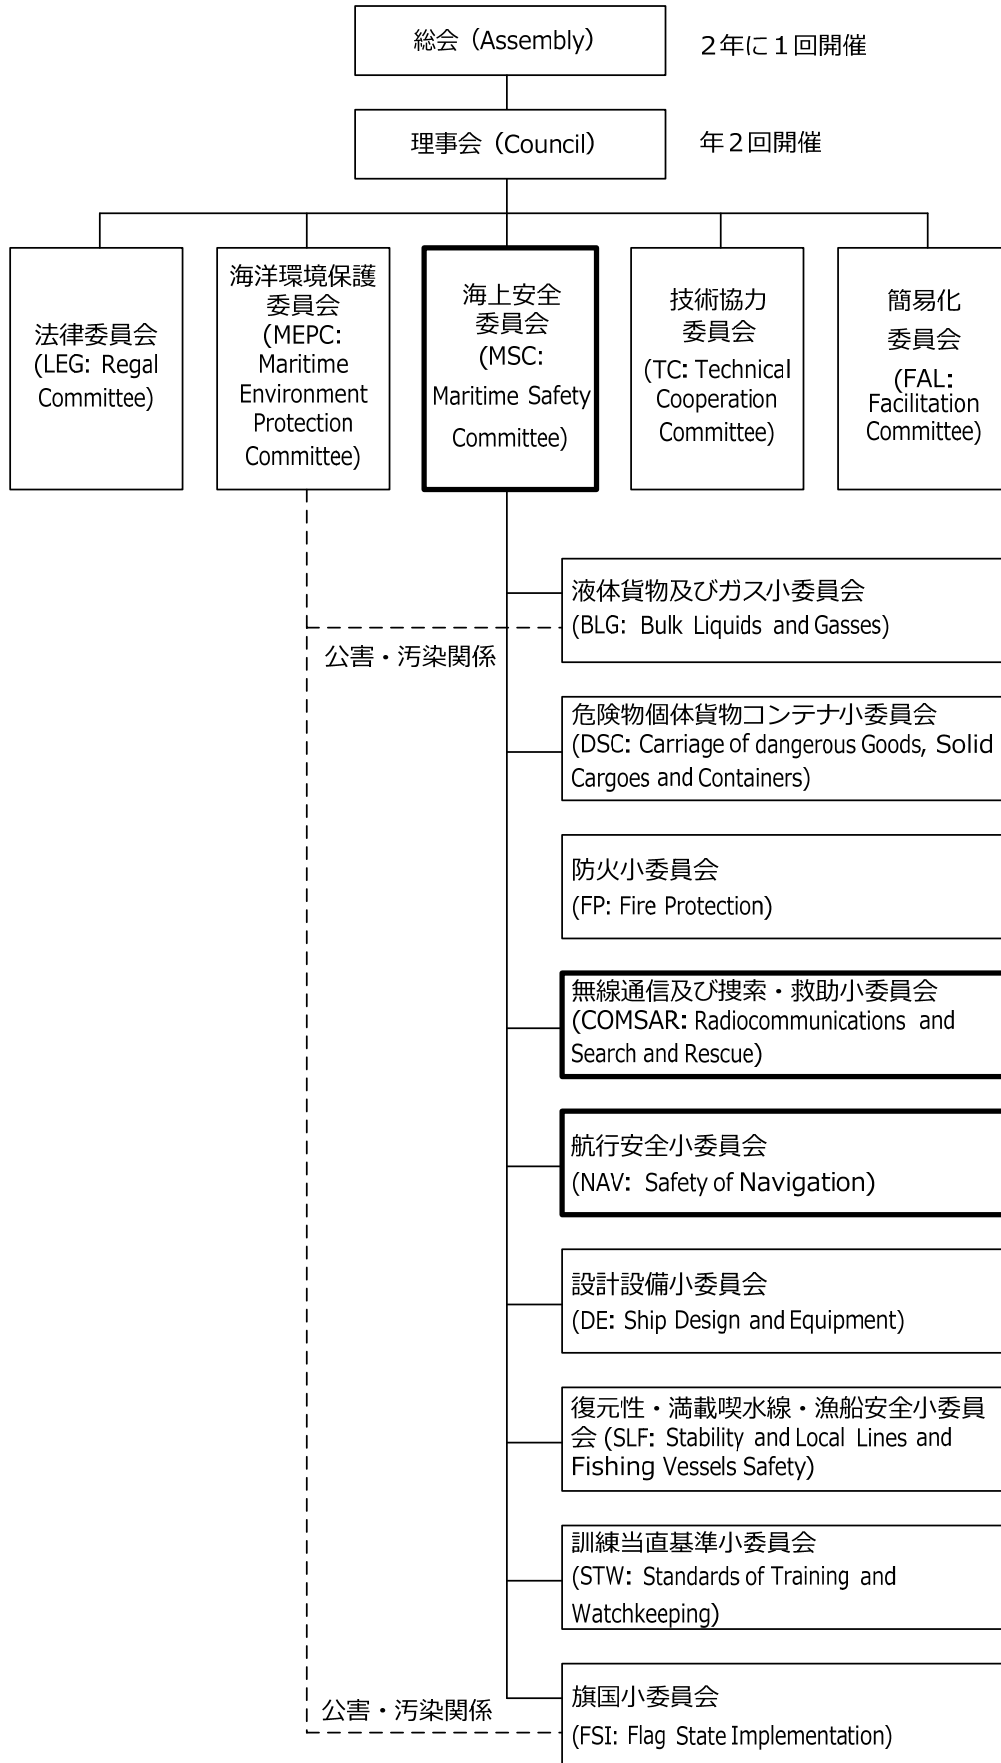 総会（Assembly）
２年に１回開催
理事会（Council）
年２回開催
法律委員会
(LEG: Regal
Committee)
海洋環境保護
委員会
(MEPC:
Maritime
Environment
Protection
Committee)
海上安全
委員会
(MSC:
Maritime Safety
Committee)
技術協力
委員会
(TC: Technical
Cooperation
Committee)
簡易化
委員会
(FAL:
Facilitation
Committee)
液体貨物及びガス小委員会
(BLG: Bulk Liquids and Gasses)
公害・汚染関係
危険物個体貨物コンテナ小委員会
(DSC: Carriage of dangerous Goods, Solid
Cargoes and Containers)
防火小委員会
(FP: Fire Protection)
無線通信及び捜索・救助小委員会
(COMSAR: Radiocommunications and
Search and Rescue)
航行安全小委員会
(NAV: Safety of Navigation)
設計設備小委員会
(DE: Ship Design and Equipment)
復元性・満載喫水線・漁船安全小委員
会 (SLF: Stability and Local Lines and
Fishing Vessels Safety)
訓練当直基準小委員会
(STW: Standards of Training and
Watchkeeping)
公害・汚染関係
旗国小委員会
(FSI: Flag State Implementation)